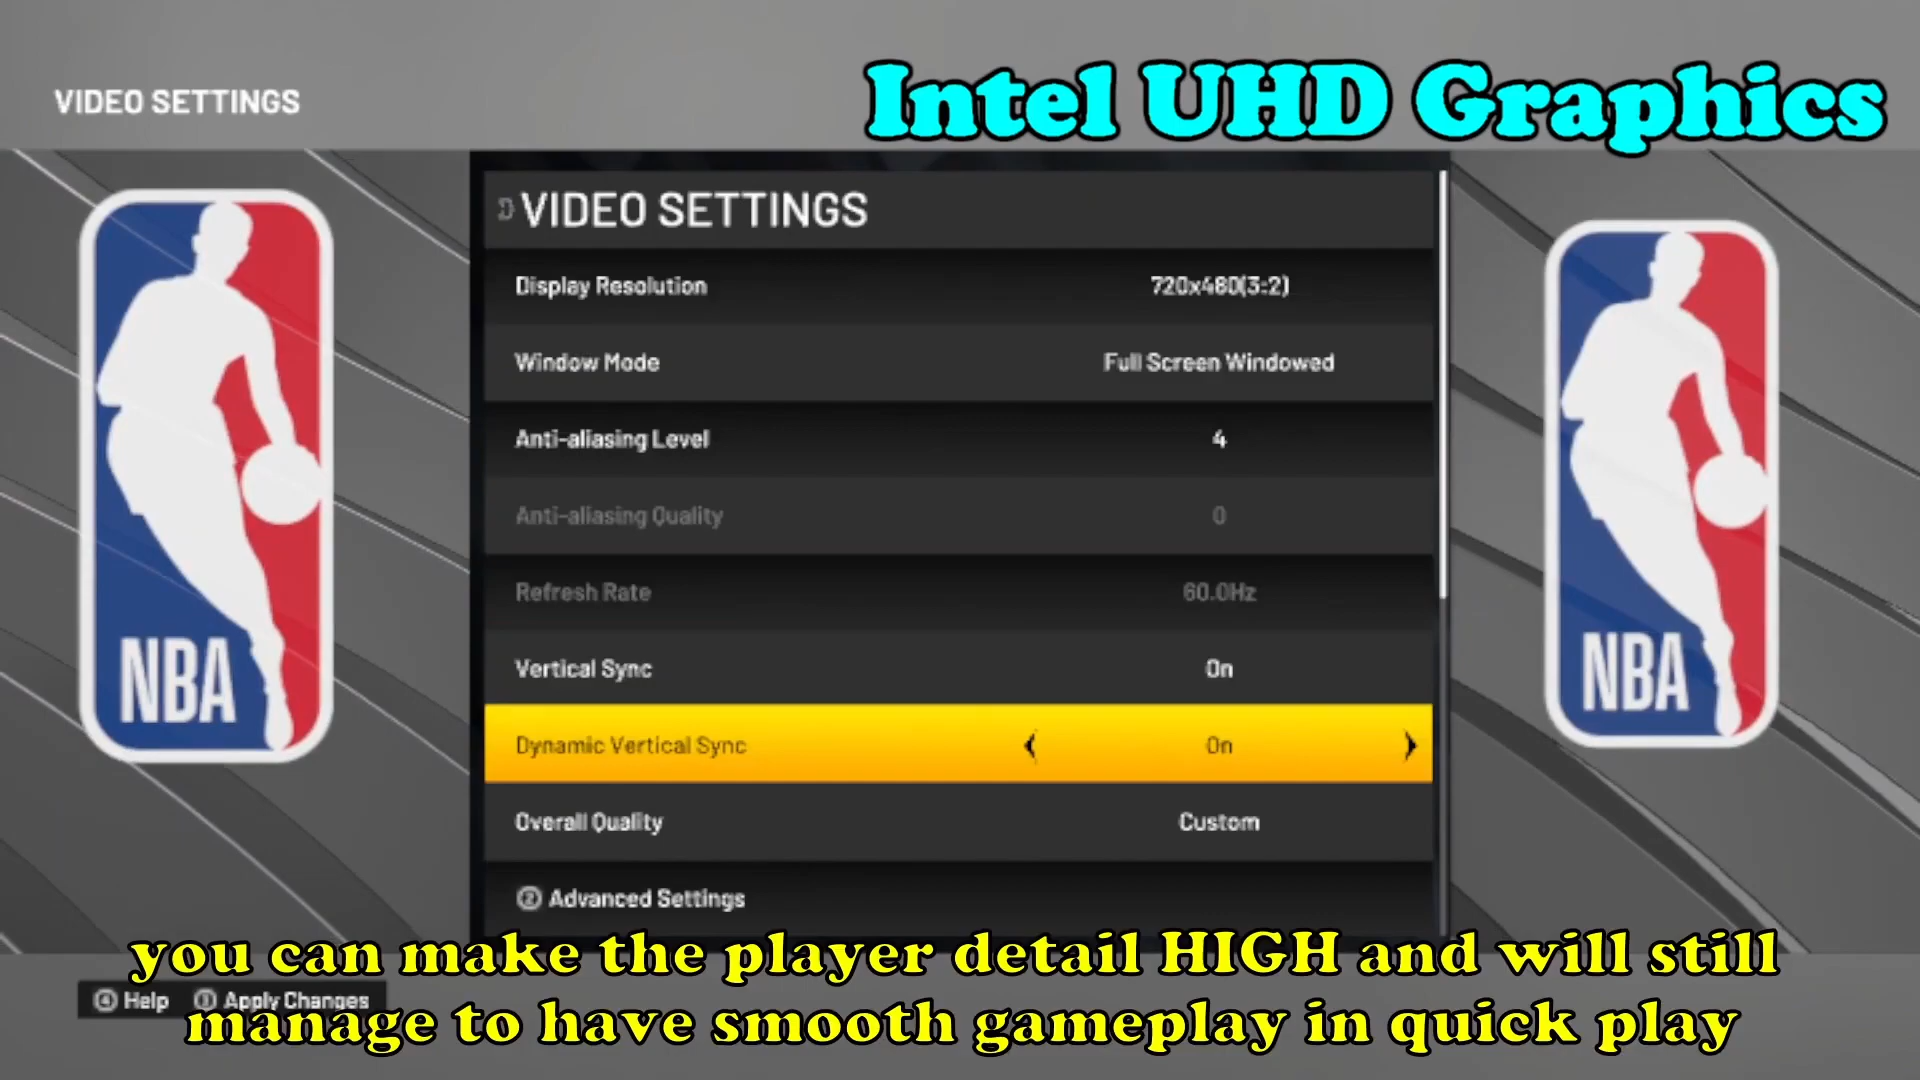 VIDEO SETTINGS
Intel UHD Graphics
VIDEO SETTINGS
Display Resolution 720x480(3:2)
Window Mode Full Screen Windowed
Anti-aliasing Level 4
Anti-aliasing Quality 0
Refresh Rate 60.0Hz
Vertical Sync On
Dynamic Vertical Sync On
Overall Quality Custom
② Advanced Settings
NBA
NBA
you can make the player detail HIGH and will still
④ Help ③ Apply Changes
manage to have smooth gameplay in quick play